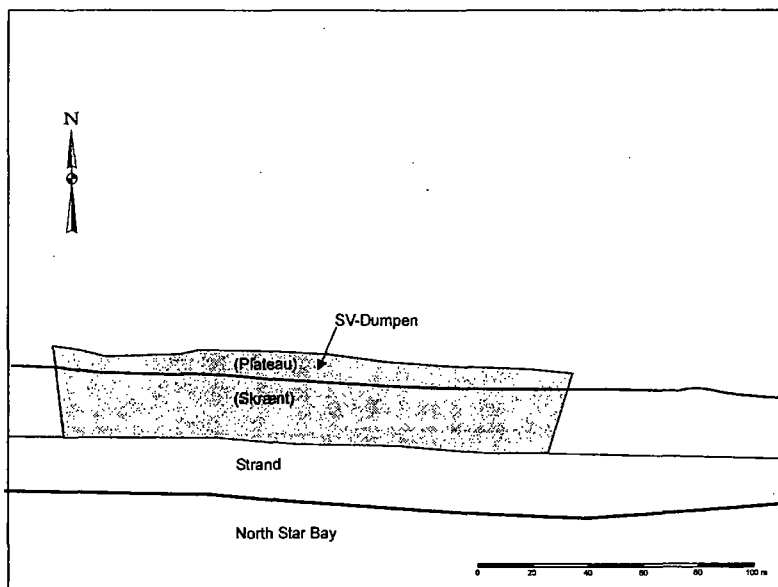 N
SV-Dumpen
(Plateau)
(Skrænt)
Strand
North Star Bay
0 20 40 60 80 100 m